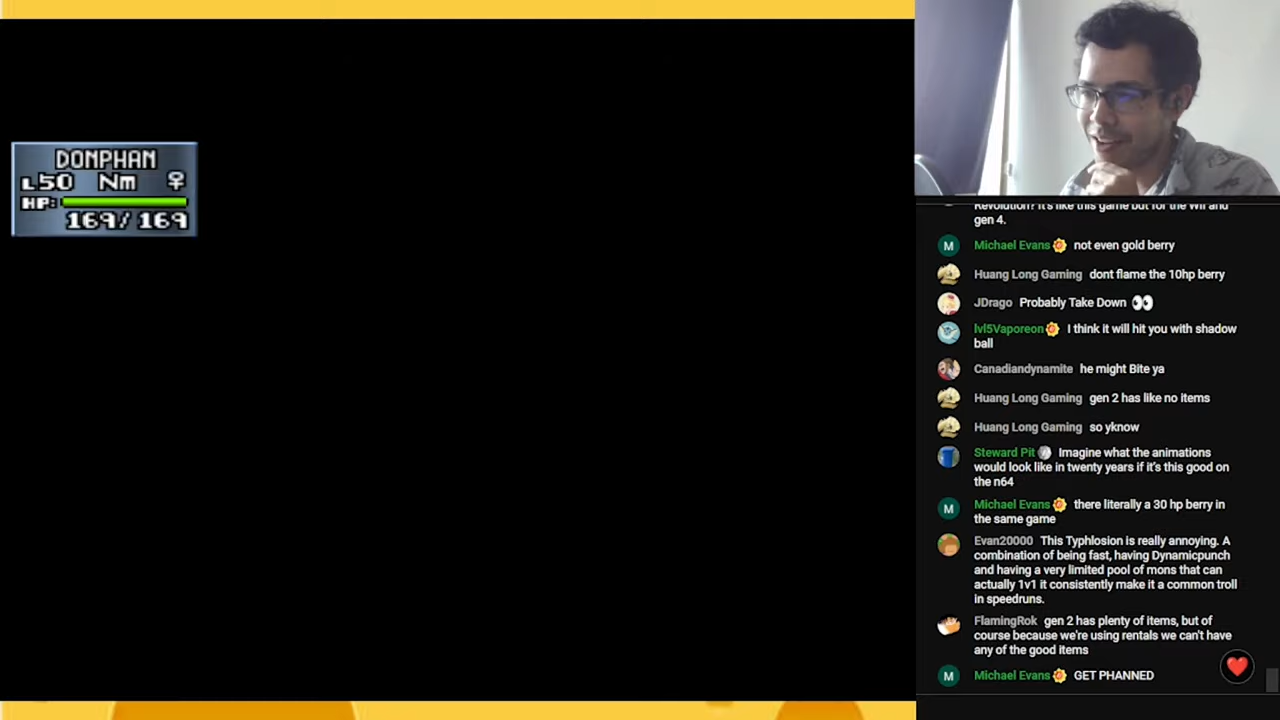 DONPHAN
L50 Nm ♀
HP:
169/169
Revolution? It's like this game but for the Wii and
gen 4.
M Michael Evans not even gold berry
Huang Long Gaming dont flame the 10hp berry
JDrago Probably Take Down 👀
lvl5Vaporeon I think it will hit you with shadow
ball
Canadiandynamite he might Bite ya
Huang Long Gaming gen 2 has like no items
Huang Long Gaming so yknow
Steward Pit Imagine what the animations
would look like in twenty years if it's this good on
the n64
M Michael Evans there literally a 30 hp berry in
the same game
Evan20000 This Typhlosion is really annoying. A
combination of being fast, having Dynamicpunch
and having a very limited pool of mons that can
actually 1v1 it consistently make it a common troll
in speedruns.
FlamingRok gen 2 has plenty of items, but of
course because we're using rentals we can't have
any of the good items
M Michael Evans GET PHANNED